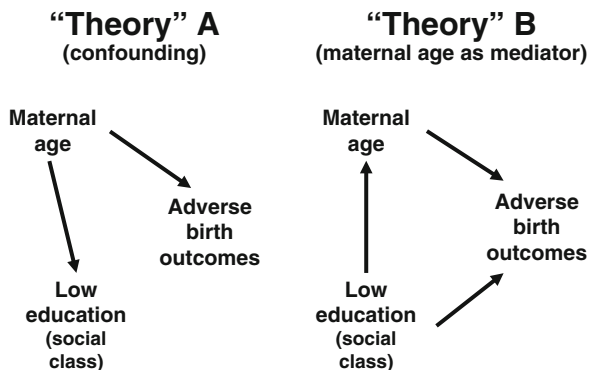 "Theory" A
(confounding)
Maternal
age
Adverse
birth
outcomes
Low
education
(social
class)
"Theory" B
(maternal age as mediator)
Maternal
age
Adverse
birth
outcomes
Low
education
(social
class)